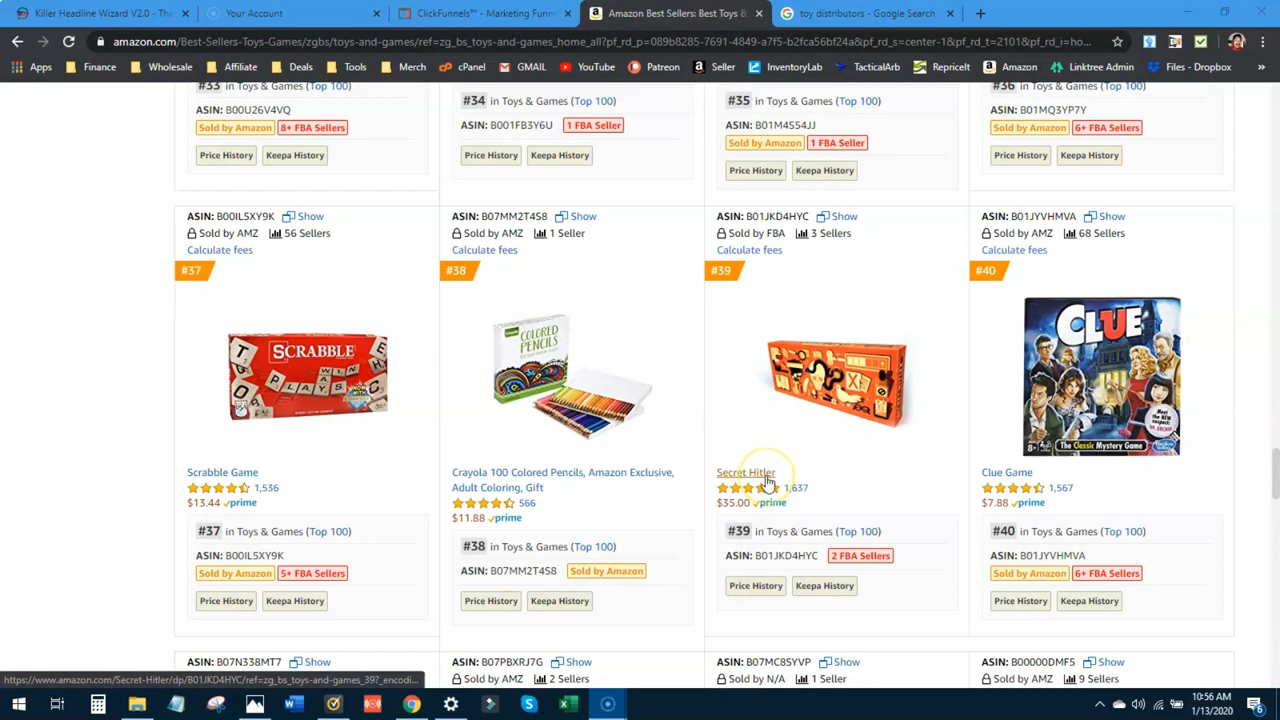 Killer Headline Wizard V2.0 - The
Your Account
ClickFunnels™ - Marketing Funn
Amazon Best Sellers: Best Toys &
toy distributors - Google Search
amazon.com/Best-Sellers-Toys-Games/zgbs/toys-and-games/ref=zg_bs_toys-and-games_home_all?pf_rd_p=089b8285-7691-4849-a7f5-b2fca56bf24a&pf_rd_s=center-1&pf_rd_t=2101&pf_rd_i=ho...
Apps Finance Wholesale Affiliate Deals Tools Merch cPanel GMAIL YouTube Patreon Seller InventoryLab TacticalArb RepriceIt Amazon Linktree Admin Files - Dropbox »
#33 in Toys & Games (Top 100)
ASIN: B00U26V4VQ
Sold by Amazon 8+ FBA Sellers
Price History Keepa History
#34 in Toys & Games (Top 100)
ASIN: B001FB3Y6U 1 FBA Seller
Price History Keepa History
#35 in Toys & Games (Top 100)
ASIN: B01M4S54JJ
Sold by Amazon 1 FBA Seller
Price History Keepa History
#36 in Toys & Games (Top 100)
ASIN: B01MQ3YP7Y
Sold by Amazon 6+ FBA Sellers
Price History Keepa History
ASIN: B00IL5XY9K Show
Sold by AMZ 56 Sellers
Calculate fees
#37
SCRABBLE
Scrabble Game
1,536
$13.44 prime
#37 in Toys & Games (Top 100)
ASIN: B00IL5XY9K
Sold by Amazon 5+ FBA Sellers
Price History Keepa History
ASIN: B07MM2T4S8 Show
Sold by AMZ 1 Seller
Calculate fees
#38
COLORED
PENCILS
Crayola 100 Colored Pencils, Amazon Exclusive,
Adult Coloring, Gift
566
$11.88 prime
#38 in Toys & Games (Top 100)
ASIN: B07MM2T4S8 Sold by Amazon
Price History Keepa History
ASIN: B01JKD4HYC Show
Sold by FBA 3 Sellers
Calculate fees
#39
Secret Hitler
1,637
$35.00 prime
#39 in Toys & Games (Top 100)
ASIN: B01JKD4HYC 2 FBA Sellers
Price History Keepa History
ASIN: B01JYVHMVA Show
Sold by AMZ 68 Sellers
Calculate fees
#40
CLUE
8+
The Classic Mystery Game
Clue Game
1,567
$7.88 prime
#40 in Toys & Games (Top 100)
ASIN: B01JYVHMVA
Sold by Amazon 6+ FBA Sellers
Price History Keepa History
ASIN: B07N338MT7 Show
ASIN: B07PBXRJ7G Show
Sold by AMZ 2 Sellers
ASIN: B07MC8SYVP Show
Sold by N/A 1 Seller
ASIN: B00000DMF5 Show
Sold by AMZ 9 Sellers
https://www.amazon.com/Secret-Hitler/dp/B01JKD4HYC/ref=zg_bs_toys-and-games_39?_encodi...
10:56 AM
1/13/2020
6